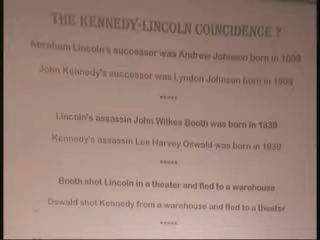 THE KENNEDY-LINCOLN COINCIDENCE ?
Abraham Lincoln's successor was Andrew Johnson born in 1809
John Kennedy's successor was Lyndon Johnson born in 1909
*****
Lincoln's assassin John Wilkes Booth was born in 1839
Kennedy's assassin Lee Harvey Oswald was born in 1939
*****
Booth shot Lincoln in a theater and fled to a warehouse
Oswald shot Kennedy from a warehouse and fled to a theater
*****